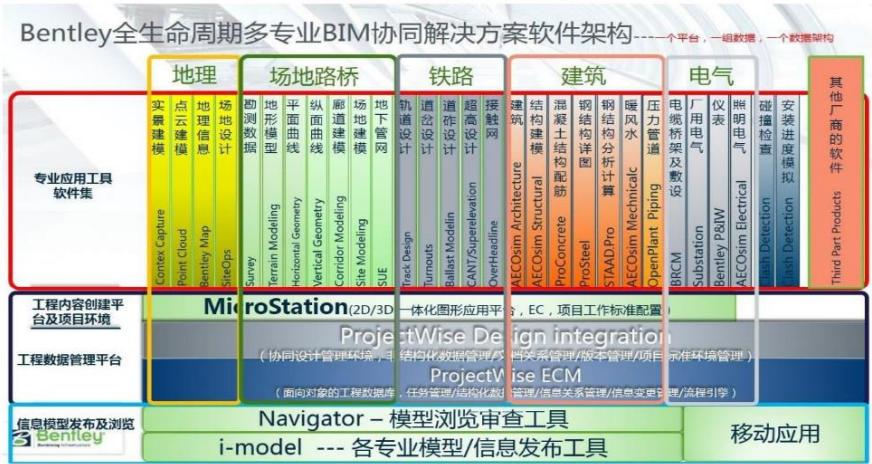 Bentley全生命周期多专业BIM协同解决方案软件架构----一个平台，一组数据，一个数据架构
地理
场地路桥
铁路
建筑
电气
专业应用工具
软件集
实景建模
Contex Capture
点云建模
Point Cloud
地理信息
Bentley Map
场地设计
SiteOps
勘测数据
Survey
地形模型
Terrain Modeling
平面曲线
Horizontal Geometry
纵面曲线
Vertical Geometry
廊道建模
Corridor Modeling
场地建模
Site Modeling
地下管网
SUE
轨道设计
Track Design
道岔设计
Turnouts
道砟设计
Ballast Modelin
超高设计
CANT/Superelevation
接触网
OverHeadline
建筑
AECOsim Architecture
结构建模
AECOsim Structural
混凝土结构配筋
ProConcrete
钢结构详图
ProSteel
钢结构分析计算
STAAD.Pro
暖风水
AECOsim Mechnicalc
压力管道
OpenPlant Piping
电缆桥架及敷设
BRCM
厂用电气
Substation
仪表
Bentley P&IW
照明电气
AECOsim Electrical
碰撞检查
Clash Detection
安装进度模拟
Clash Detection
其他厂商的软件
Third Part Products
工程内容创建平
台及项目环境
MicroStation(2D/3D一体化图形应用平台，EC，项目工作标准配置)
工程数据管理平台
ProjectWise Design integration
（协同设计管理环境，非结构化数据管理/文档关系管理/版本管理/项目标准环境管理）
ProjectWise ECM
（面向对象的工程数据库，任务管理/结构化数据管理/信息关系管理/信息变更管理/流程引擎）
信息模型发布及浏览
Bentley
Navigator – 模型浏览审查工具
i-model --- 各专业模型/信息发布工具
移动应用